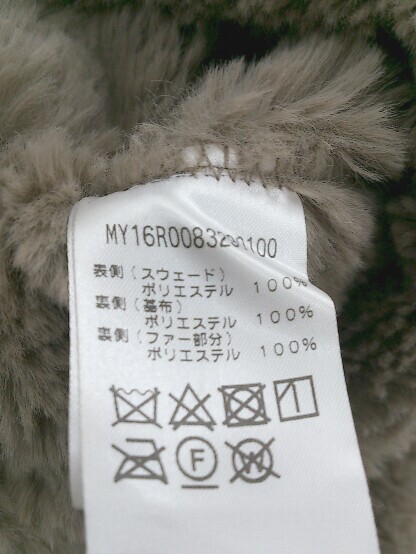 MY16R0083230100
表側(スウェード)
ポリエステル 100%
裏側(基布)
ポリエステル 100%
裏側(ファー部分)
ポリエステル 100%
F
W